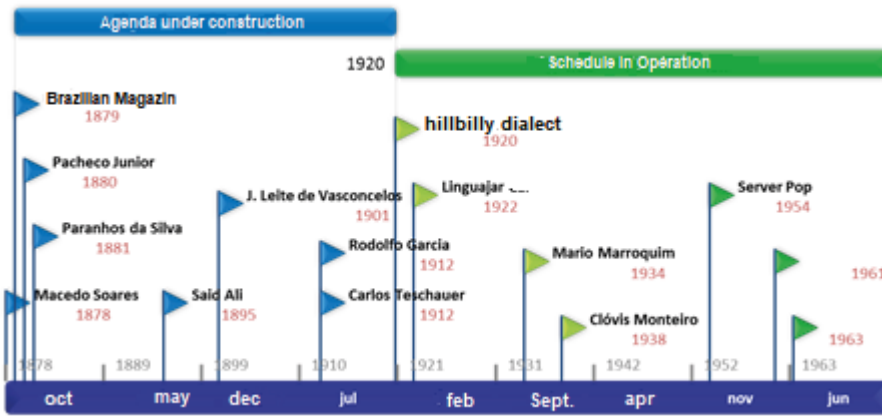 Agenda under construction
1920
Schedule in Operation
Brazilian Magazin
1879
hillbilly dialect
1920
Pacheco Junior
1880
J. Leite de Vasconcelos
1901
Linguajar
1922
Server Pop
1954
Paranhos da Silva
1881
Rodolfo Garcia
1912
Mario Marroquim
1934
1961
Macedo Soares
1878
Said Ali
1895
Carlos Teschauer
1912
Clóvis Monteiro
1938
1963
1878 1889 1899 1910 1921 1931 1942 1952 1963
oct may dec jul feb Sept. apr nov jun